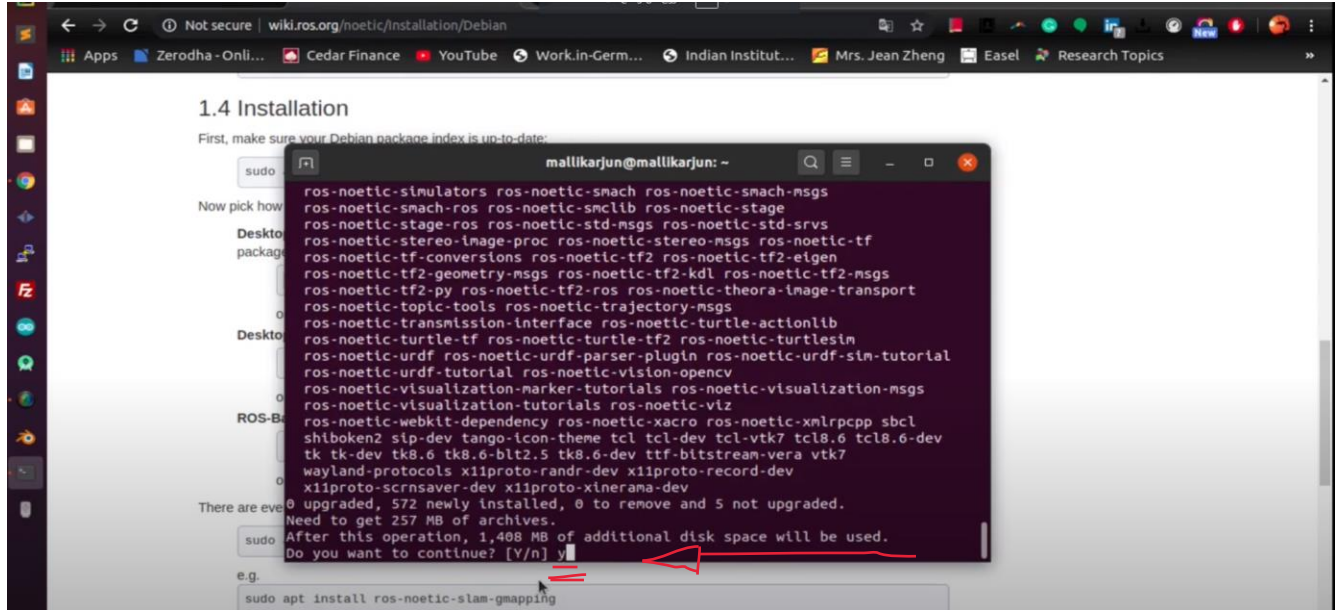 Not secure | wiki.ros.org/noetic/Installation/Debian
Apps Zerodha - Onli... Cedar Finance YouTube Work.in-Germ... Indian Institut... Mrs. Jean Zheng Easel Research Topics »
New
1.4 Installation
First, make sure your Debian package index is up-to-date:
sudo
mallikarjun@mallikarjun: ~
Now pick how
Deskto
packag
Deskto
ROS-Ba
ros-noetic-simulators ros-noetic-smach ros-noetic-smach-msgs
ros-noetic-smach-ros ros-noetic-smclib ros-noetic-stage
ros-noetic-stage-ros ros-noetic-std-msgs ros-noetic-std-srvs
ros-noetic-stereo-image-proc ros-noetic-stereo-msgs ros-noetic-tf
ros-noetic-tf-conversions ros-noetic-tf2 ros-noetic-tf2-eigen
ros-noetic-tf2-geometry-msgs ros-noetic-tf2-kdl ros-noetic-tf2-msgs
ros-noetic-tf2-py ros-noetic-tf2-ros ros-noetic-theora-image-transport
ros-noetic-topic-tools ros-noetic-trajectory-msgs
ros-noetic-transmission-interface ros-noetic-turtle-actionlib
ros-noetic-turtle-tf ros-noetic-turtle-tf2 ros-noetic-turtlesim
ros-noetic-urdf ros-noetic-urdf-parser-plugin ros-noetic-urdf-sim-tutorial
ros-noetic-urdf-tutorial ros-noetic-vision-opencv
ros-noetic-visualization-marker-tutorials ros-noetic-visualization-msgs
ros-noetic-visualization-tutorials ros-noetic-viz
ros-noetic-webkit-dependency ros-noetic-xacro ros-noetic-xmlrpcpp sbcl
shiboken2 sip-dev tango-icon-theme tcl tcl-dev tcl-vtk7 tcl8.6 tcl8.6-dev
tk tk-dev tk8.6 tk8.6-blt2.5 tk8.6-dev ttf-bitstream-vera vtk7
wayland-protocols x11proto-randr-dev x11proto-record-dev
x11proto-scrnsaver-dev x11proto-xinerama-dev
0 upgraded, 572 newly installed, 0 to remove and 5 not upgraded.
Need to get 257 MB of archives.
After this operation, 1,408 MB of additional disk space will be used.
Do you want to continue? [Y/n] y
There are eve
sudo
e.g.
sudo apt install ros-noetic-slam-gmapping